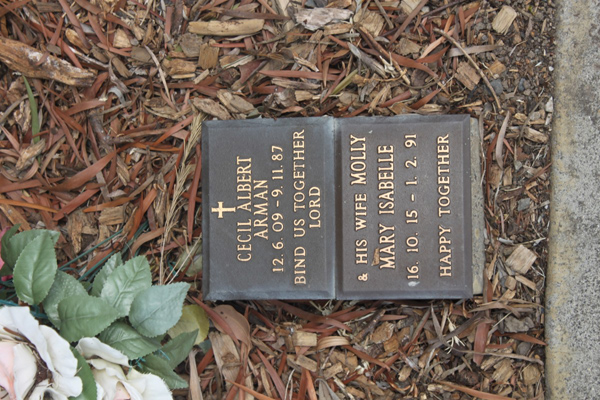 CECIL ALBERT
ARMAN
12. 6. 09 - 9. 11. 87
BIND US TOGETHER
LORD
& HIS WIFE MOLLY
MARY ISABELLE
16. 10. 15 - 1. 2. 91
HAPPY TOGETHER